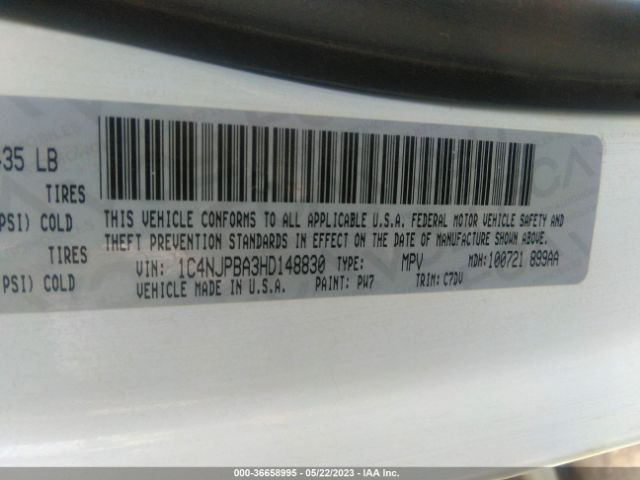 435 LB
TIRES
PSI) COLD
TIRES
PSI) COLD
THIS VEHICLE CONFORMS TO ALL APPLICABLE U.S.A. FEDERAL MOTOR VEHICLE SAFETY AND
THEFT PREVENTION STANDARDS IN EFFECT ON THE DATE OF MANUFACTURE SHOWN ABOVE.
VIN: 1C4NJPBA3HD148830 TYPE: MPV MDH:100721 899AA
VEHICLE MADE IN U.S.A. PAINT: PW7 TRIM: C7DV
000-36658995 - 05/22/2023 - IAA Inc.